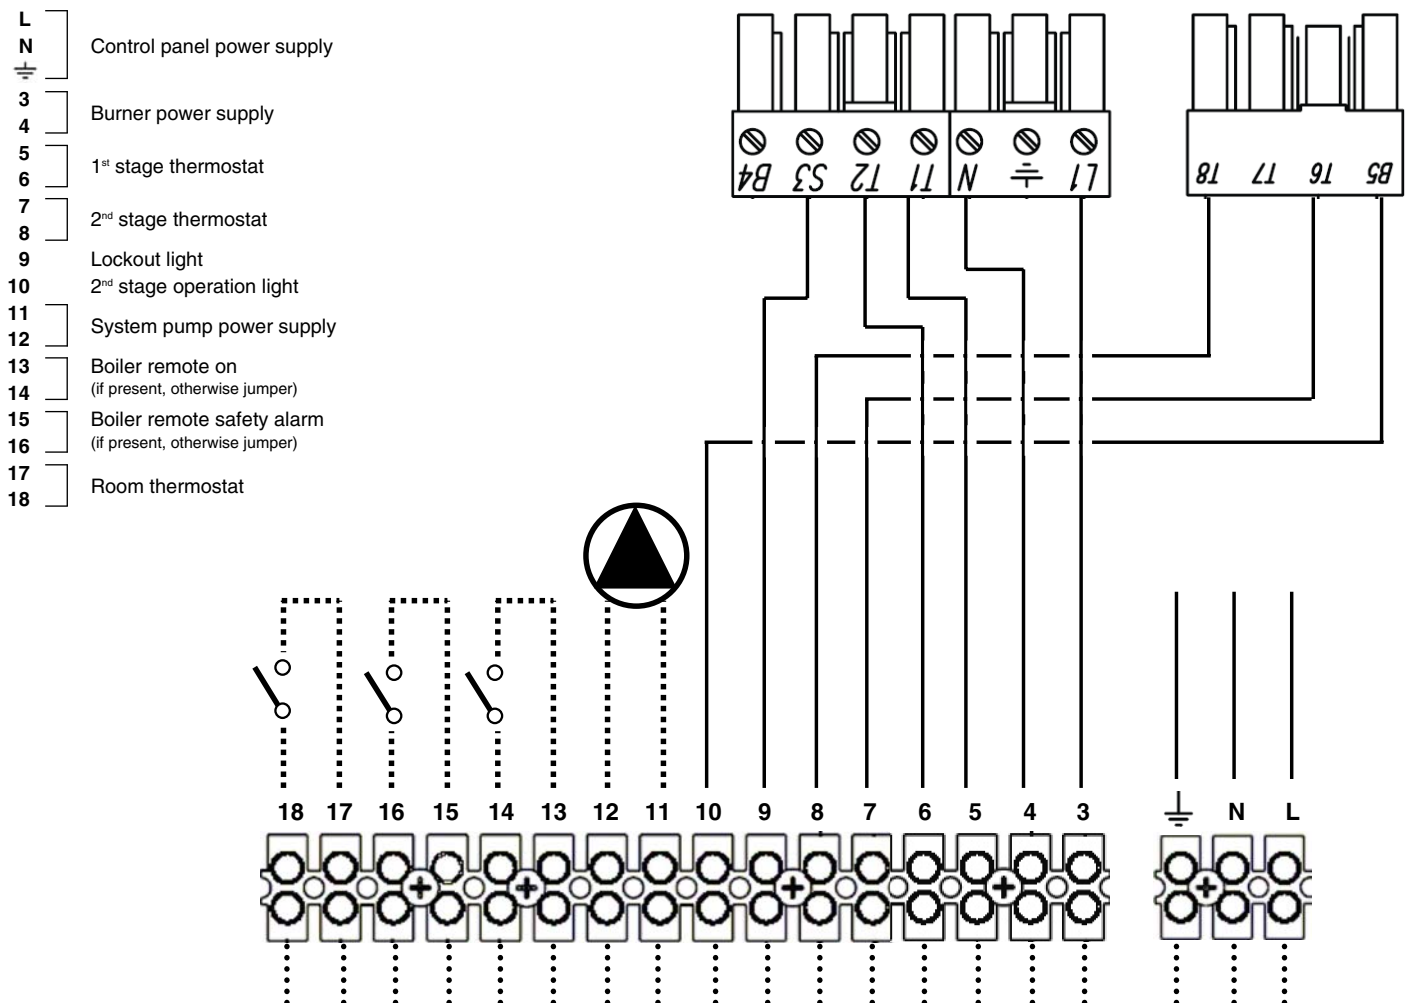 L
N
Control panel power supply
3
4
Burner power supply
5
6
1st stage thermostat
7
8
2nd stage thermostat
9 Lockout light
10 2nd stage operation light
11
12
System pump power supply
13 Boiler remote on
14 (if present, otherwise jumper)
15 Boiler remote safety alarm
16 (if present, otherwise jumper)
17
18
Room thermostat
B4 S3 T2 T1 N L1
T8 T7 T6 B5
18 17 16 15 14 13 12 11 10 9 8 7 6 5 4 3
N L